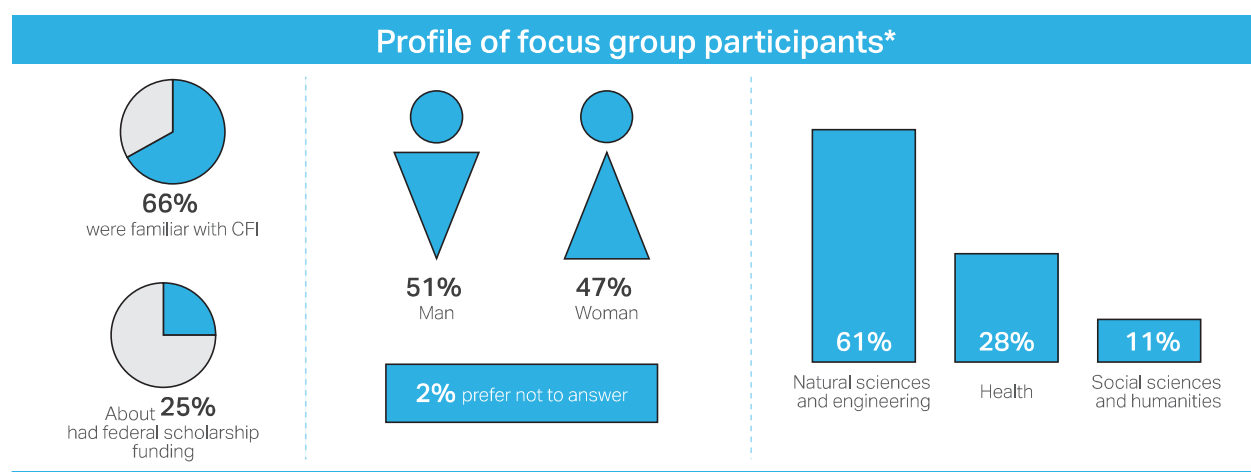 Profile of focus group participants*
66%
were familiar with CFI
About 25%
had federal scholarship
funding
51%
Man
47%
Woman
2% prefer not to answer
61%
Natural sciences
and engineering
28%
Health
11%
Social sciences
and humanities